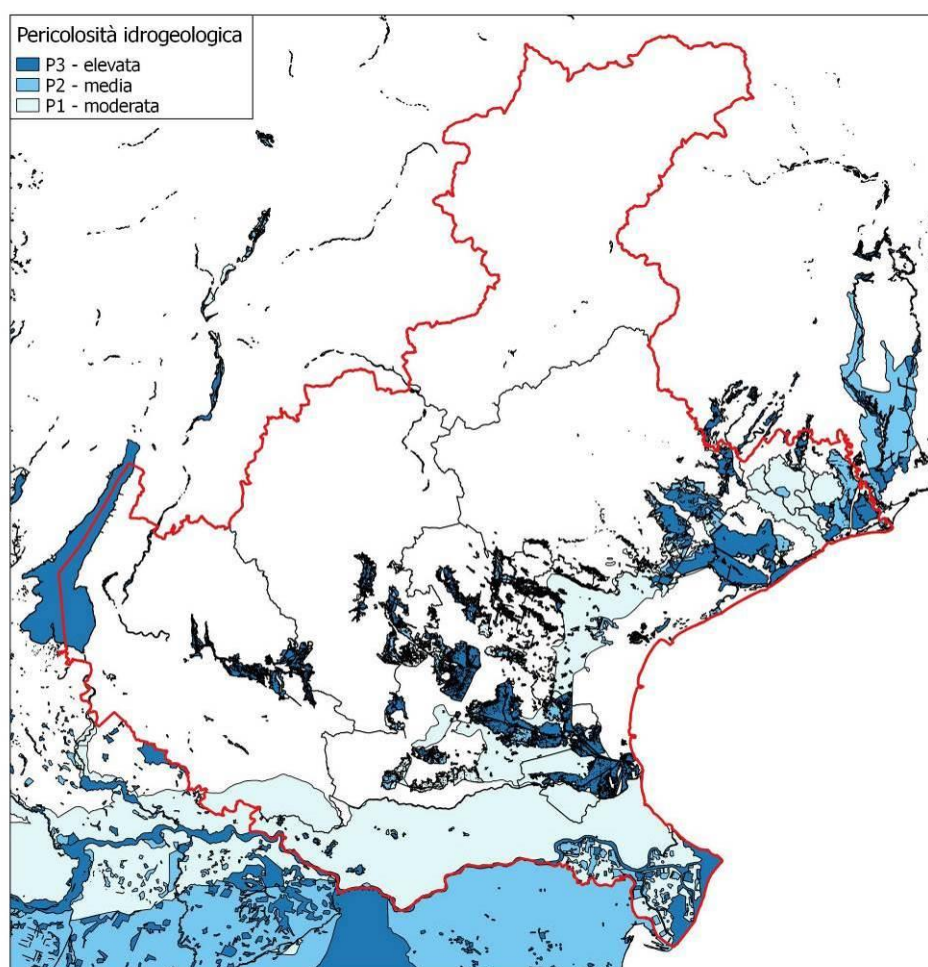 Pericolosità idrogeologica
P3 - elevata
P2 - media
P1 - moderata